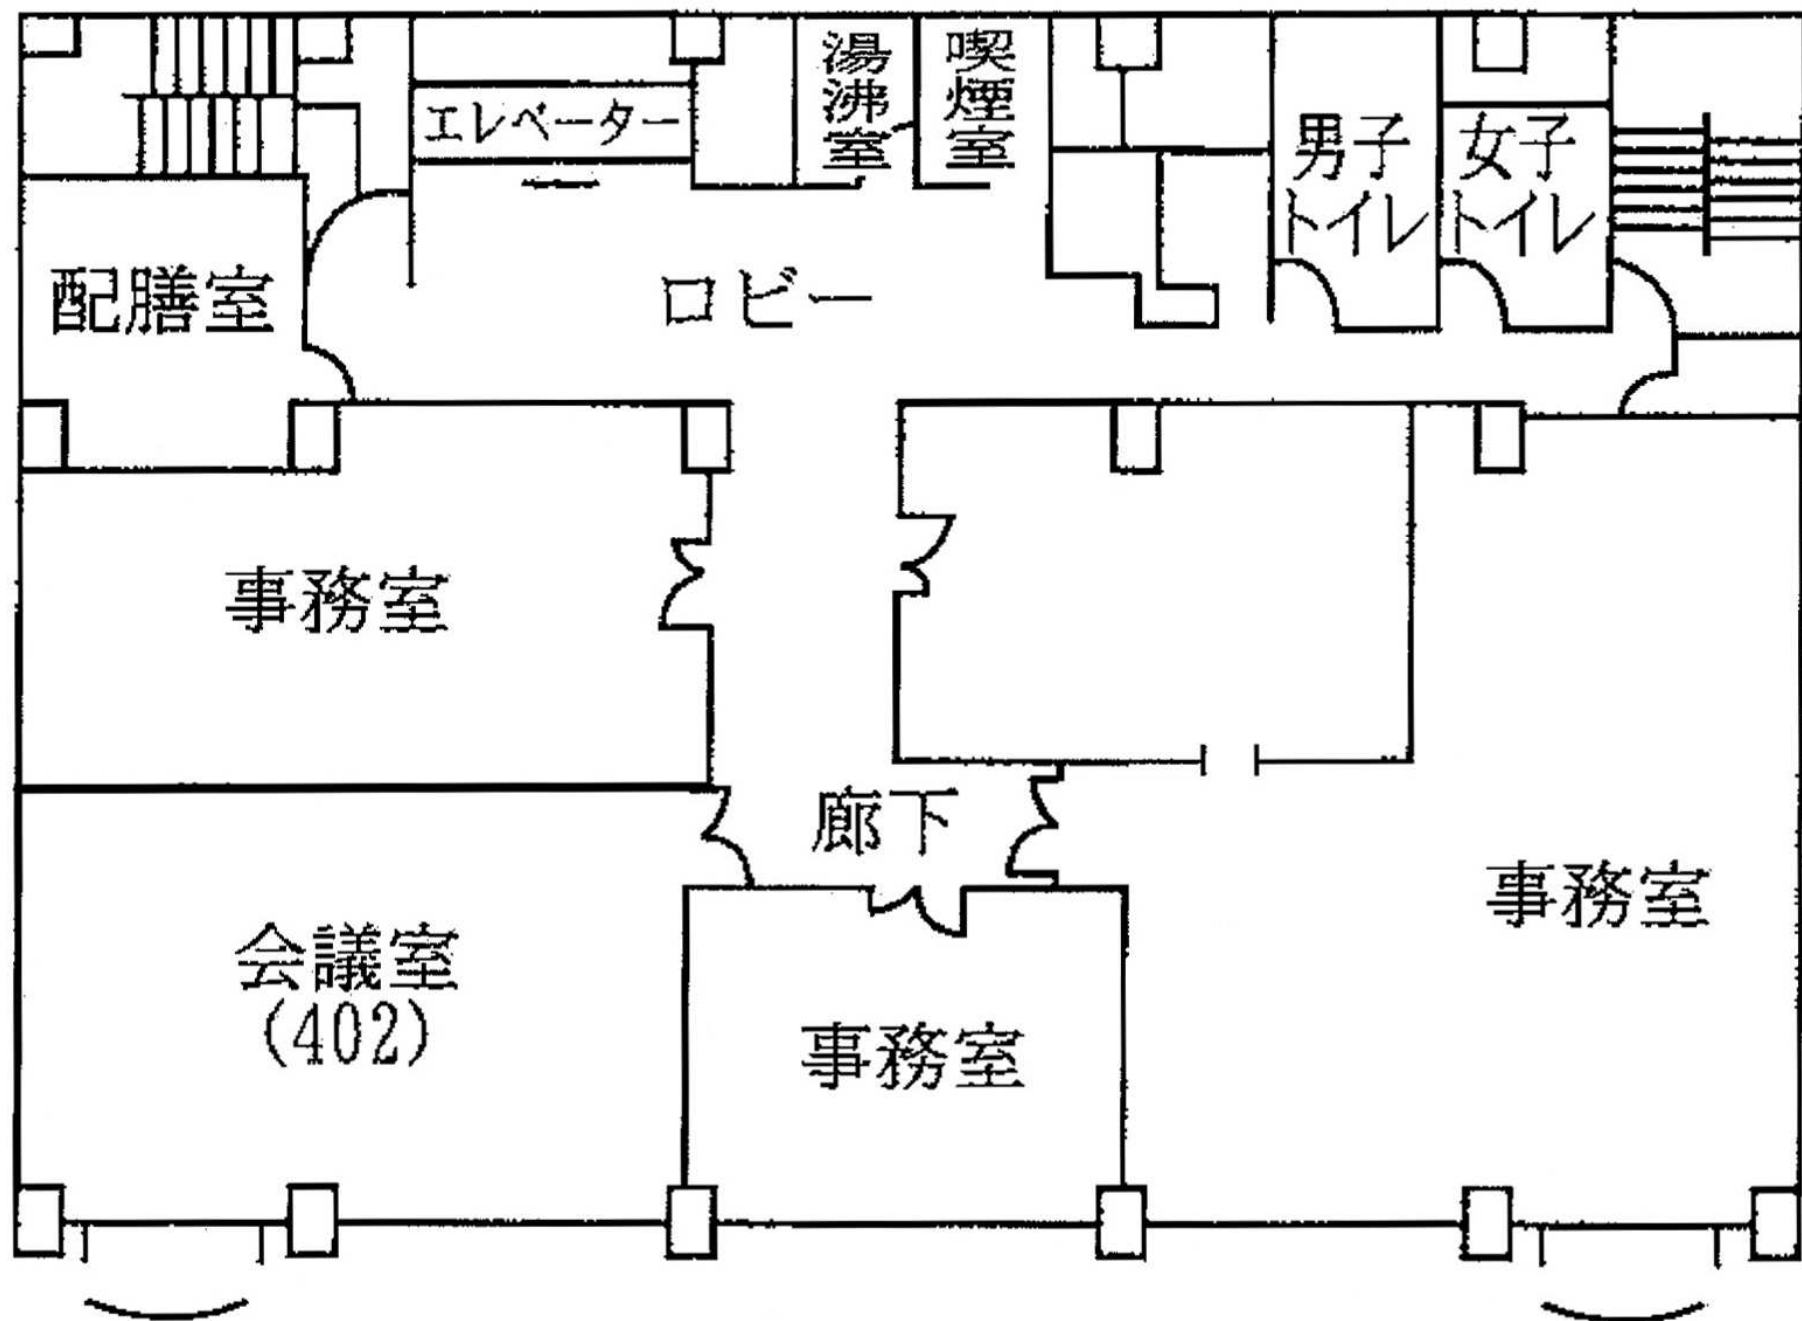 湯沸室
喫煙室
エレベーター
男子
トイレ
女子
トイレ
配膳室
ロビー
事務室
廊下
事務室
会議室
(402)
事務室